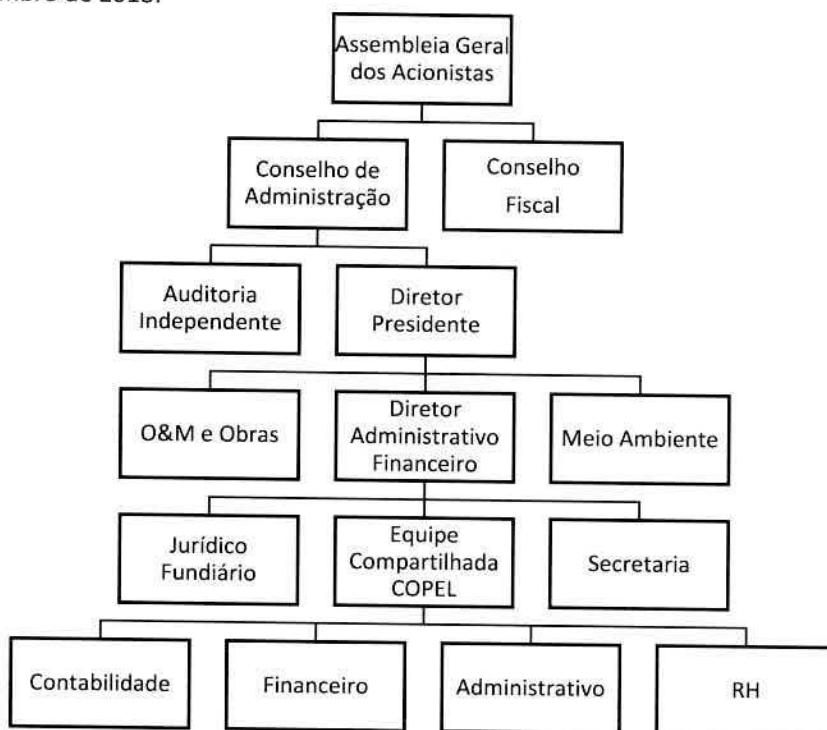 Assembleia Geral
dos Acionistas
Conselho de
Administração
Conselho
Fiscal
Auditoria
Independente
Diretor
Presidente
O&M e Obras
Diretor
Administrativo
Financeiro
Meio Ambiente
Jurídico
Fundiário
Equipe
Compartilhada
COPEL
Secretaria
Contabilidade
Financeiro
Administrativo
RH